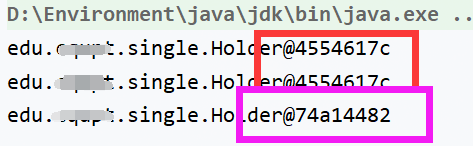 D:\Environment\java\jdk\bin\java.exe ..
edu. .single.Holder@4554617c
edu. .single.Holder@4554617c
edu. .single.Holder@74a14482